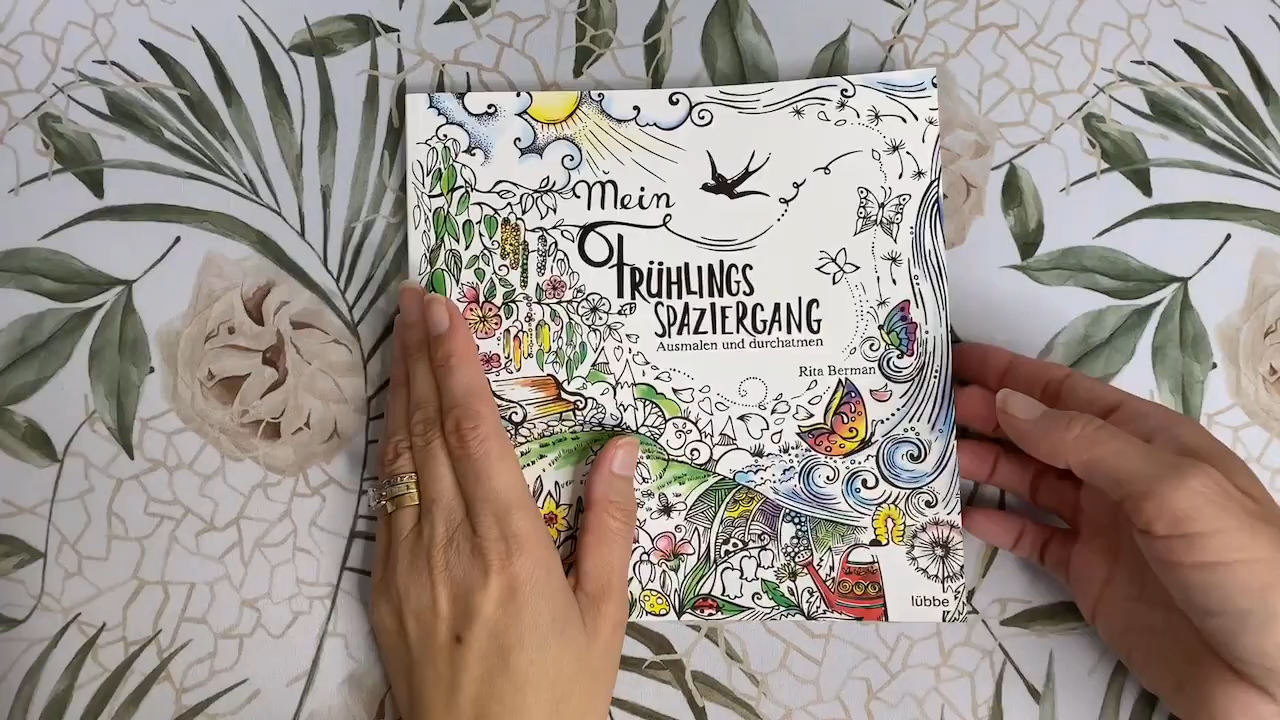 Mein
FRÜHLINGS
SPAZIERGANG
Ausmalen und durchatmen
Rita Berman
lübbe